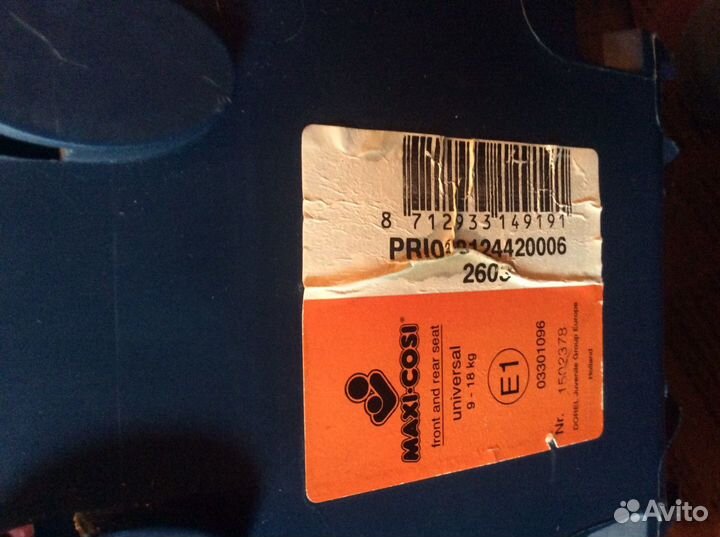 8 712933 149191
2603
MAXI-COSI®
front and rear seat
universal
9 - 18 kg
E1
03301096
Nr. 1502378
DOREL Juvenile Group Europe
Holland
Avito